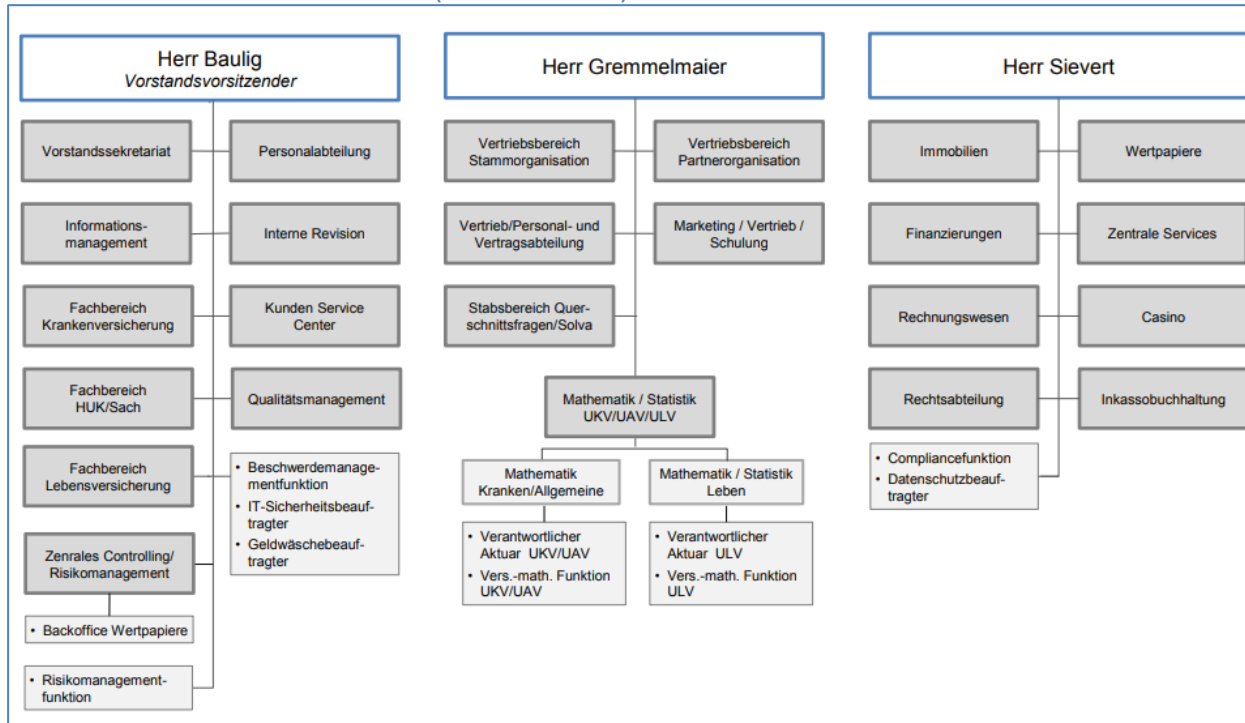 Herr Baulig
Vorstandsvorsitzender
Vorstandssekretariat
Personalabteilung
Informations-
management
Interne Revision
Fachbereich
Krankenversicherung
Kunden Service
Center
Fachbereich
HUK/Sach
Qualitätsmanagement
Fachbereich
Lebensversicherung
• Beschwerdemanage-
mentfunktion
• IT-Sicherheitsbeauf-
tragter
• Geldwäschebeauf-
tragter
Zenrales Controlling/
Risikomanagement
• Backoffice Wertpapiere
• Risikomanagement-
funktion
Herr Gremmelmaier
Vertriebsbereich
Stammorganisation
Vertriebsbereich
Partnerorganisation
Vertrieb/Personal- und
Vertragsabteilung
Marketing / Vertrieb /
Schulung
Stabsbereich Quer-
schnittsfragen/Solva
Mathematik / Statistik
UKV/UAV/ULV
Mathematik
Kranken/Allgemeine
Mathematik / Statistik
Leben
• Verantwortlicher
Aktuar UKV/UAV
• Vers.-math. Funktion
UKV/UAV
• Verantwortlicher
Aktuar ULV
• Vers.-math. Funktion
ULV
Herr Sievert
Immobilien
Wertpapiere
Finanzierungen
Zentrale Services
Rechnungswesen
Casino
Rechtsabteilung
Inkassobuchhaltung
• Compliancefunktion
• Datenschutzbeauf-
tragter